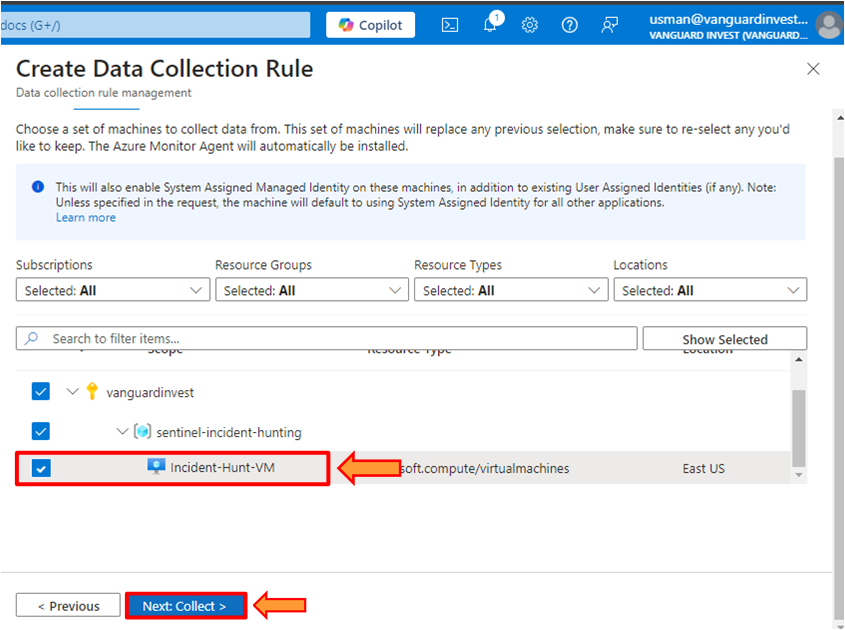 docs (G+/)
Copilot
1
usman@vanguardinvest...
VANGUARD INVEST (VANGUARD...
Create Data Collection Rule
Data collection rule management
Choose a set of machines to collect data from. This set of machines will replace any previous selection, make sure to re-select any you'd
like to keep. The Azure Monitor Agent will automatically be installed.
This will also enable System Assigned Managed Identity on these machines, in addition to existing User Assigned Identities (if any). Note:
Unless specified in the request, the machine will default to using System Assigned Identity for all other applications.
Learn more
Subscriptions
Resource Groups
Resource Types
Locations
Selected: All
Selected: All
Selected: All
Selected: All
Search to filter items...
Show Selected
Scope
Resource Type
Location
vanguardinvest
sentinel-incident-hunting
Incident-Hunt-VM
soft.compute/virtualmachines
East US
< Previous
Next: Collect >